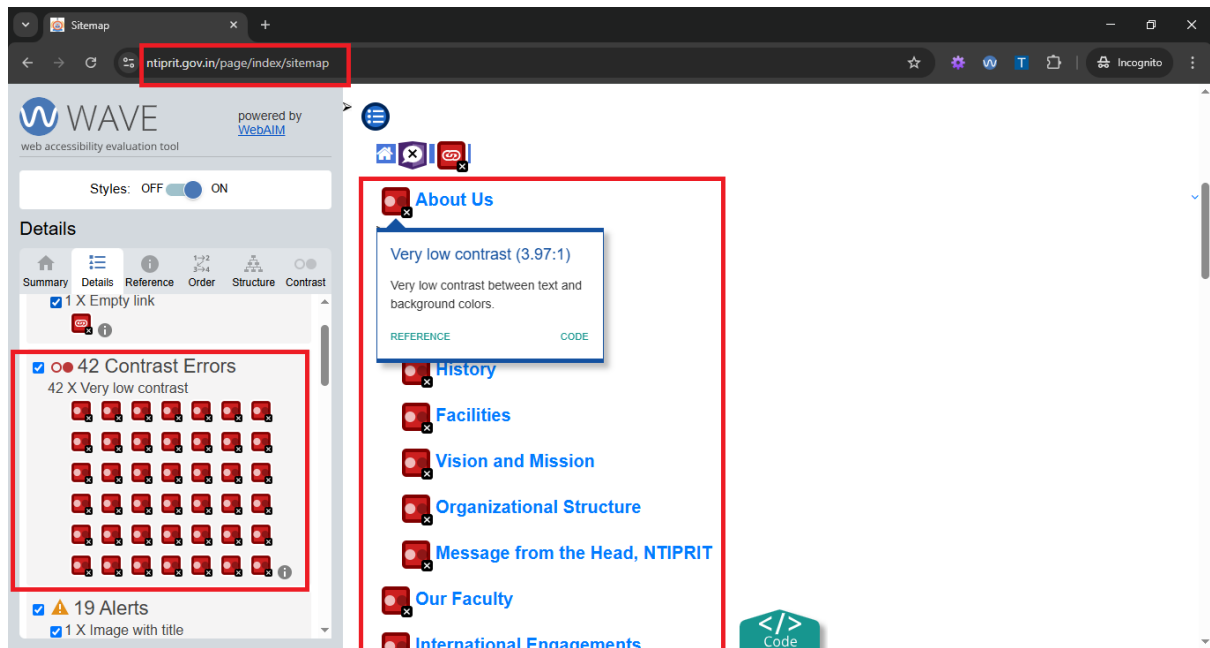 Sitemap
ntiprit.gov.in/page/index/sitemap
Incognito
T
WAVE
powered by
WebAIM
web accessibility evaluation tool
Styles: OFF ON
Details
Summary Details Reference Order Structure Contrast
1 X Empty link
42 Contrast Errors
42 X Very low contrast
19 Alerts
1 X Image with title
About Us
Very low contrast (3.97:1)
Very low contrast between text and
background colors.
REFERENCE CODE
History
Facilities
Vision and Mission
Organizational Structure
Message from the Head, NTIPRIT
Our Faculty
International Engagements
</>
Code